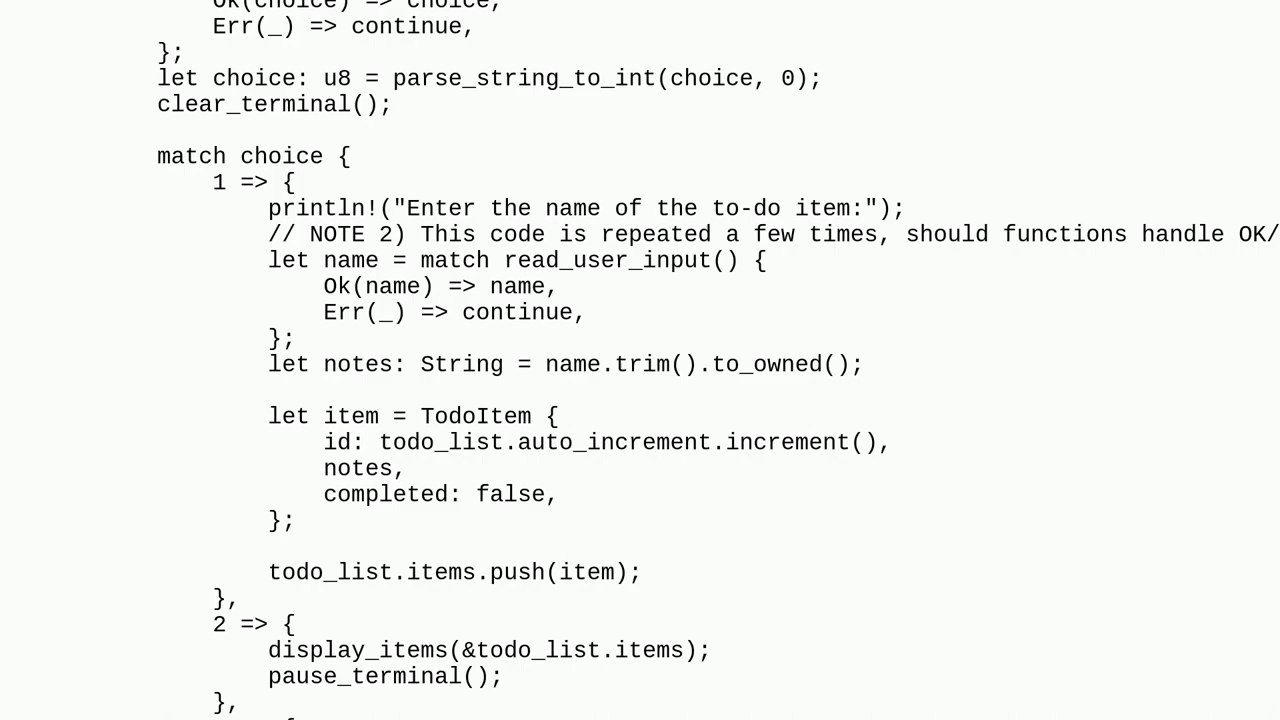 Ok(choice) => choice,
Err(_) => continue,
};
let choice: u8 = parse_string_to_int(choice, 0);
clear_terminal();
match choice {
1 => {
println!("Enter the name of the to-do item:");
// NOTE 2) This code is repeated a few times, should functions handle OK/
let name = match read_user_input() {
Ok(name) => name,
Err(_) => continue,
};
let notes: String = name.trim().to_owned();
let item = TodoItem {
id: todo_list.auto_increment.increment(),
notes,
completed: false,
};
todo_list.items.push(item);
},
2 => {
display_items(&todo_list.items);
pause_terminal();
},